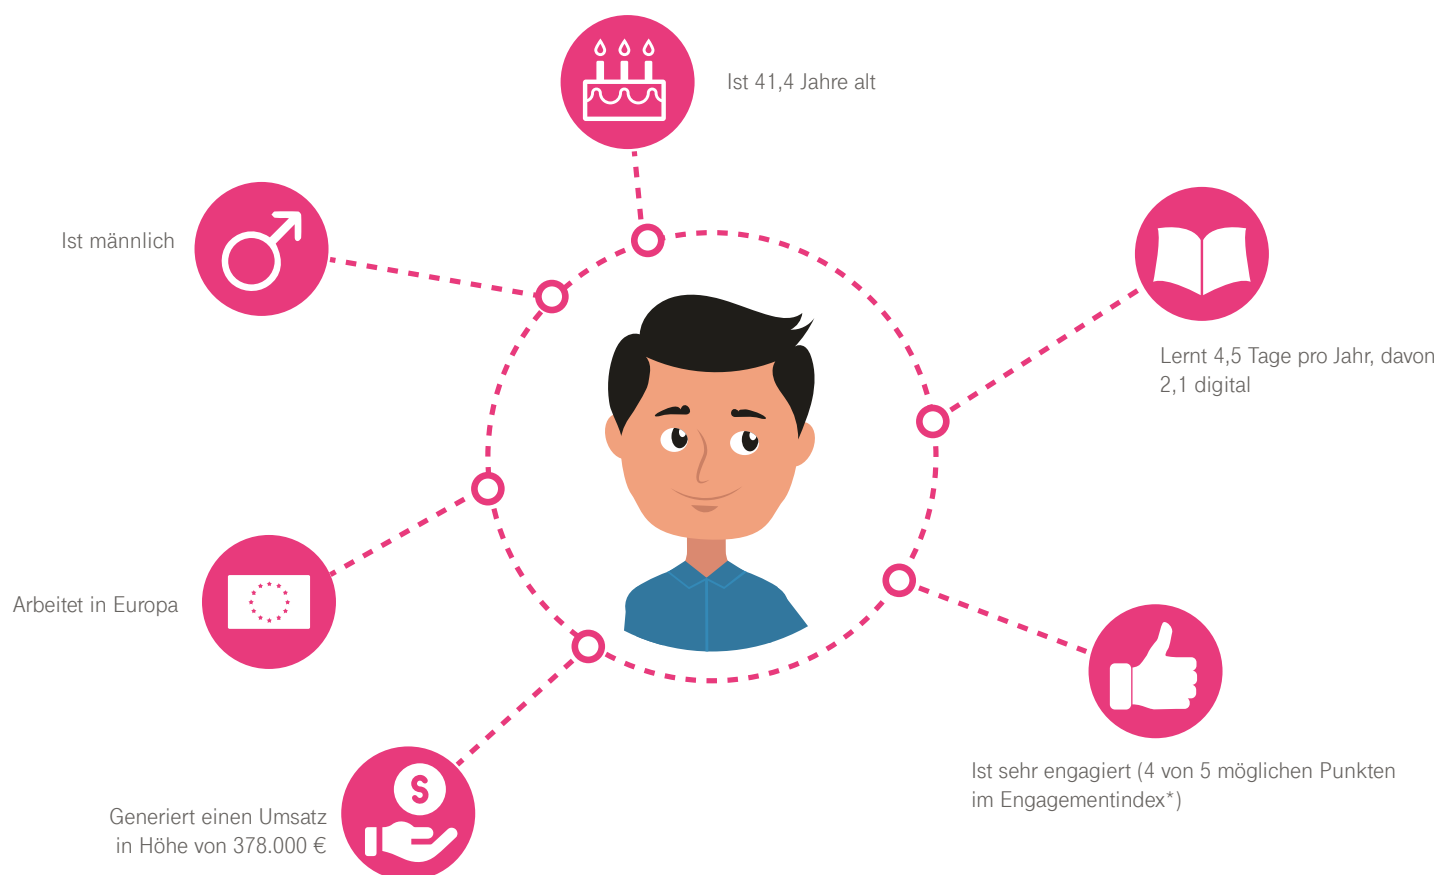 Ist 41,4 Jahre alt
Ist männlich
Lernt 4,5 Tage pro Jahr, davon
2,1 digital
Arbeitet in Europa
Ist sehr engagiert (4 von 5 möglichen Punkten
im Engagementindex*)
S
Generiert einen Umsatz
in Höhe von 378.000 €